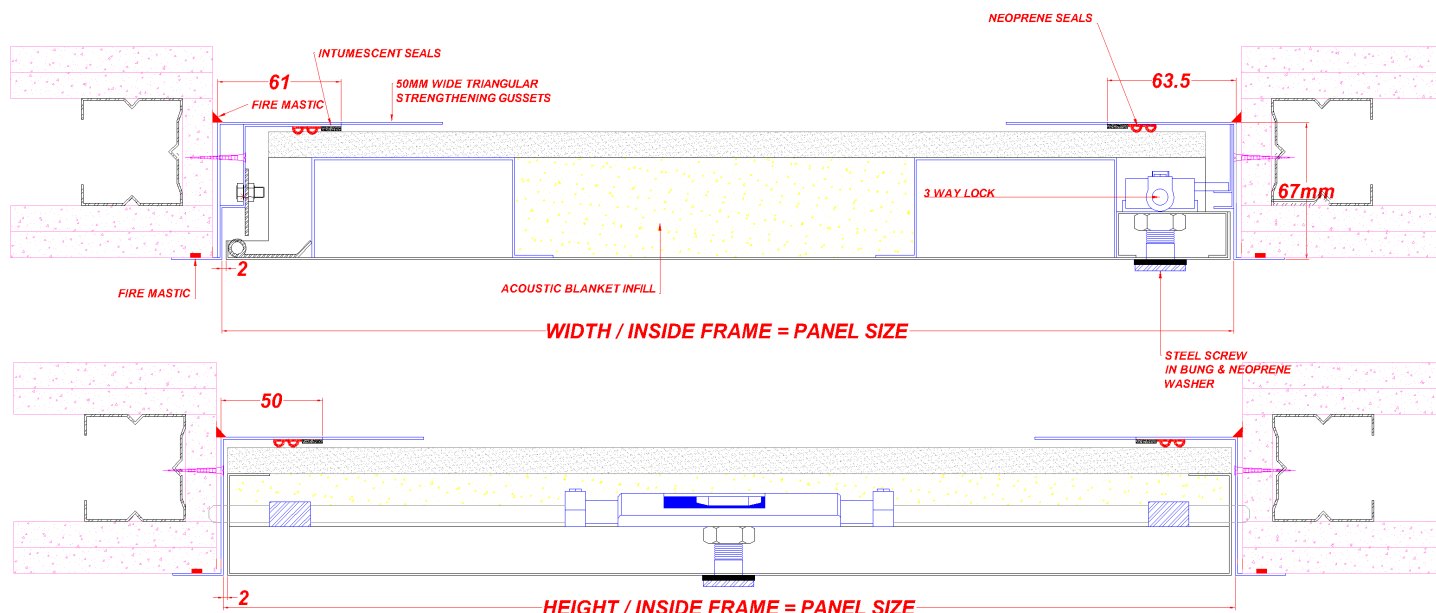 NEOPRENE SEALS
INTUMESCENT SEALS
61
50MM WIDE TRIANGULAR
STRENGTHENING GUSSETS
63.5
FIRE MASTIC
3 WAY LOCK
67mm
2
FIRE MASTIC
ACOUSTIC BLANKET INFILL
WIDTH / INSIDE FRAME = PANEL SIZE
STEEL SCREW
IN BUNG & NEOPRENE
WASHER
50
2
HEIGHT / INSIDE FRAME = PANEL SIZE